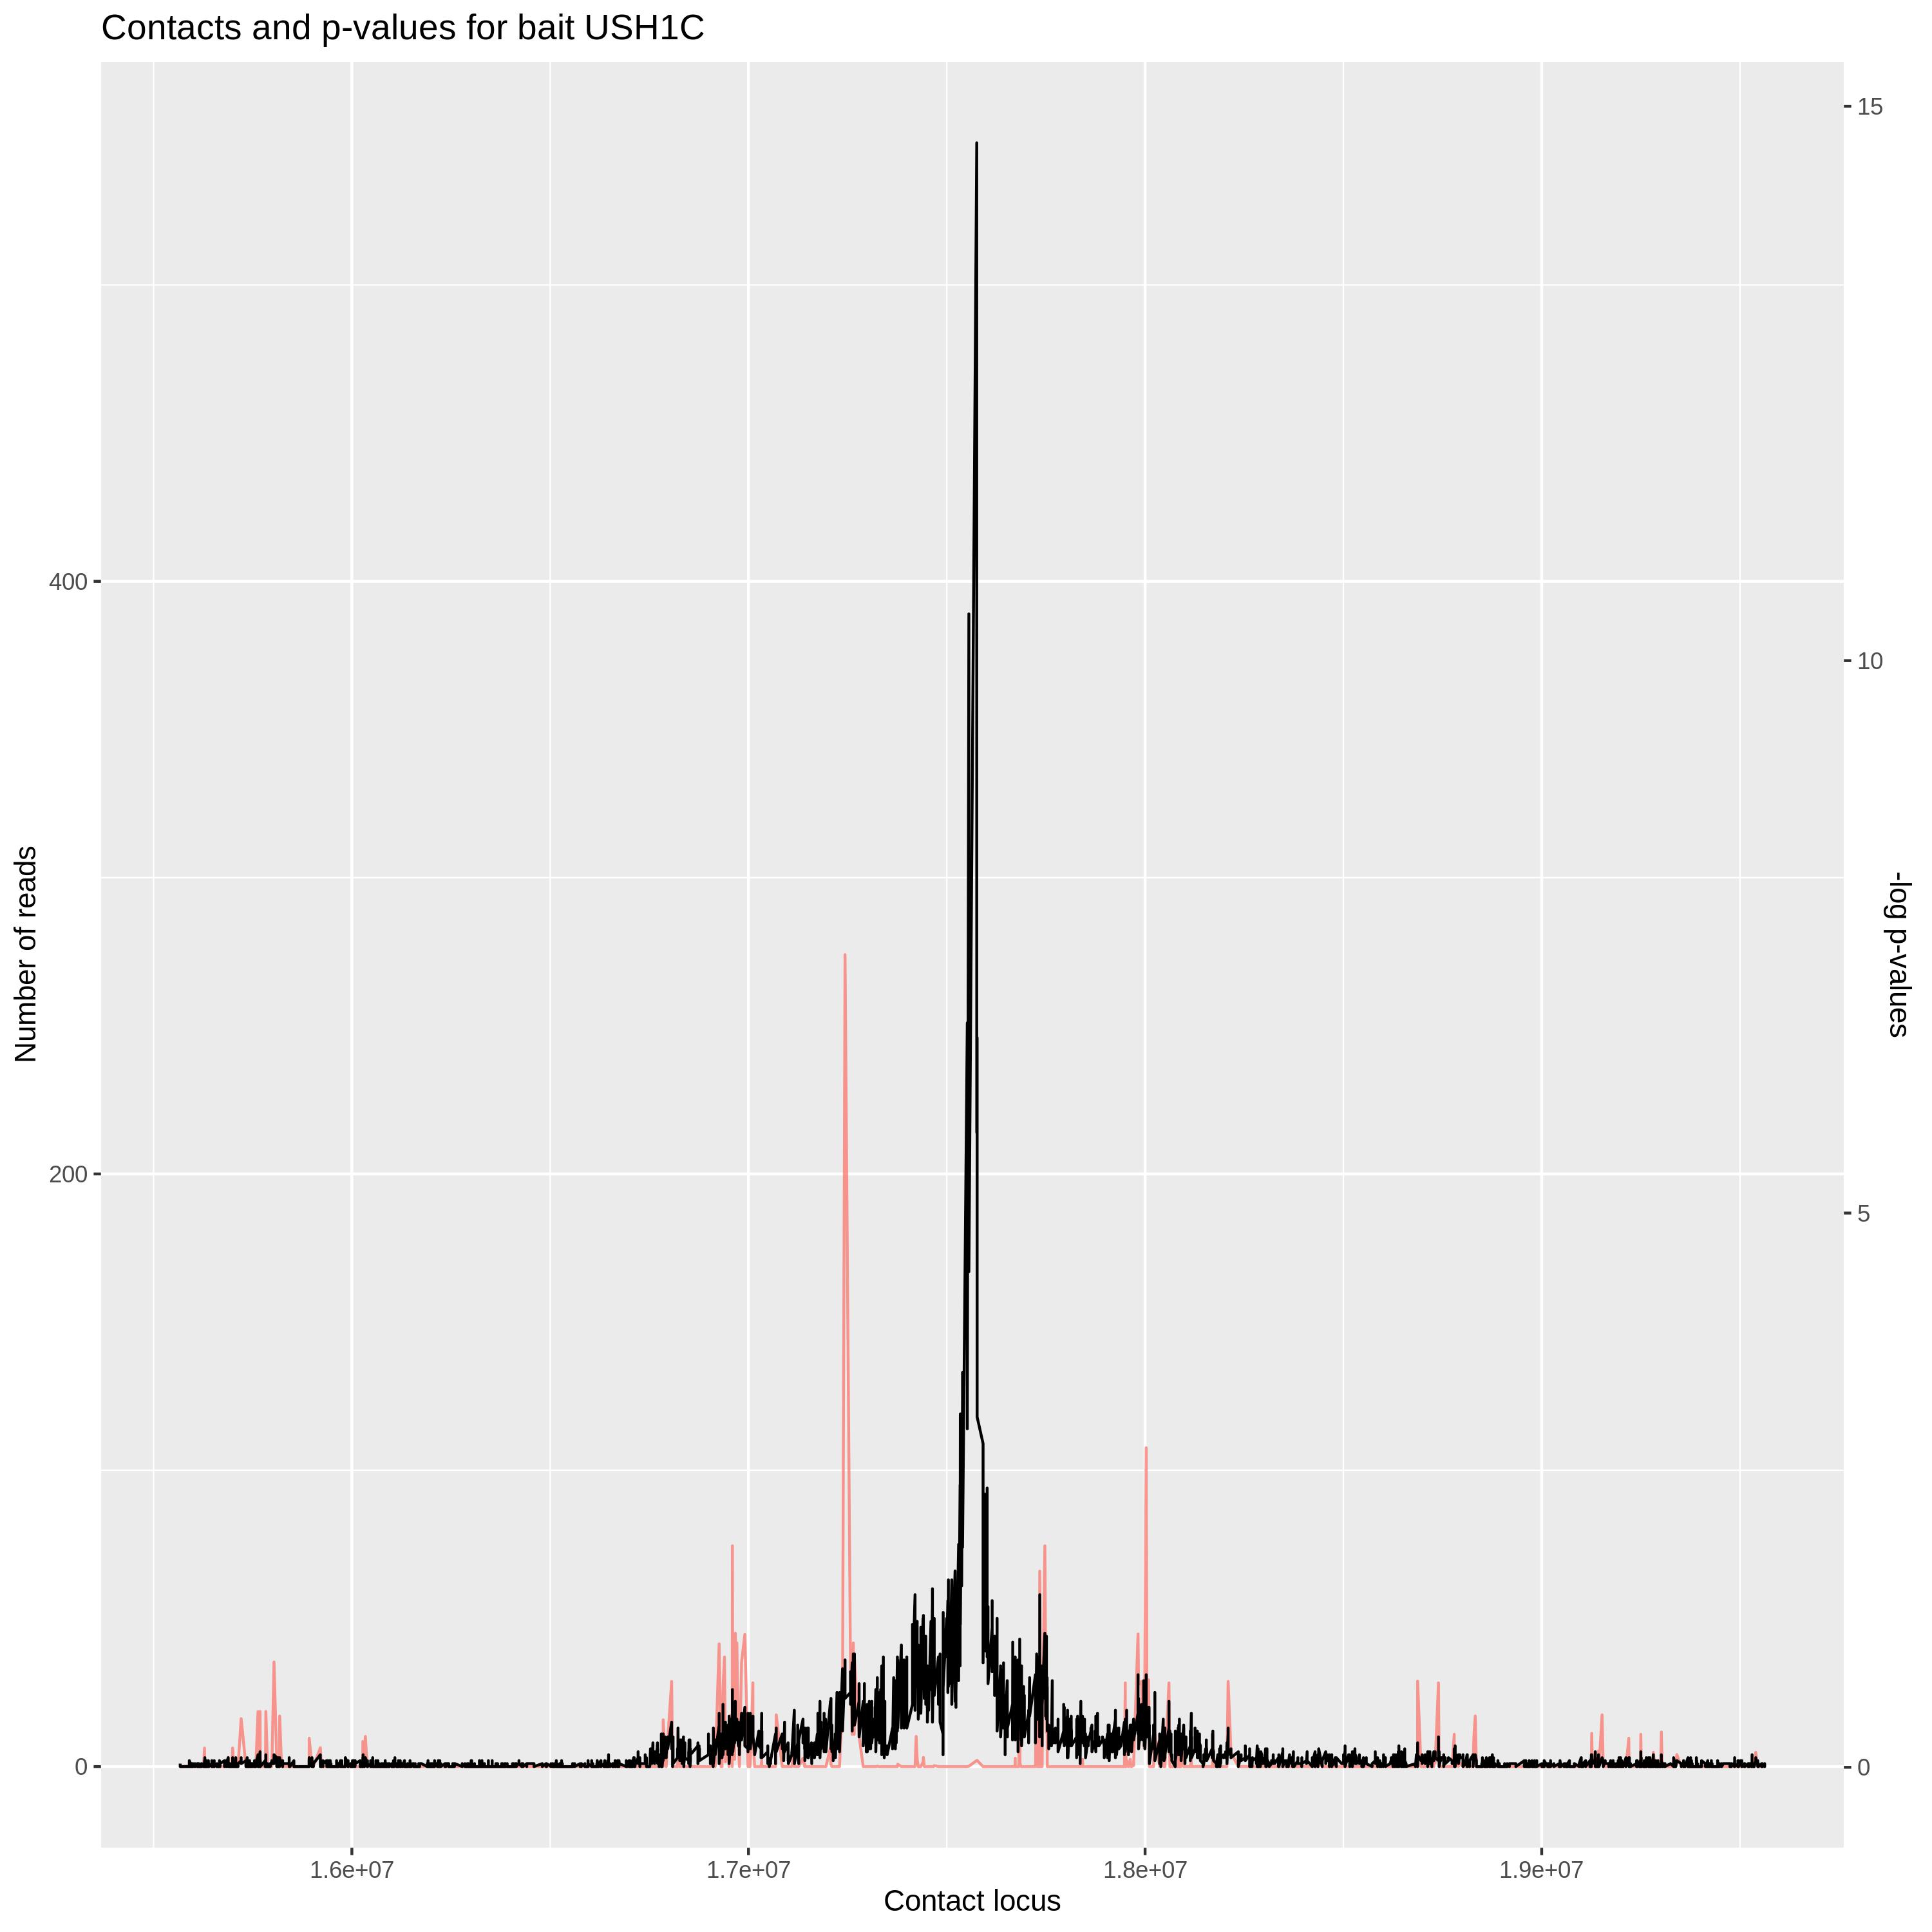 Contacts and p-values for bait USH1C
15
400
10
Number of reads
-log p-values
200
5
0
0
1.6e+07
1.7e+07
1.8e+07
1.9e+07
Contact locus